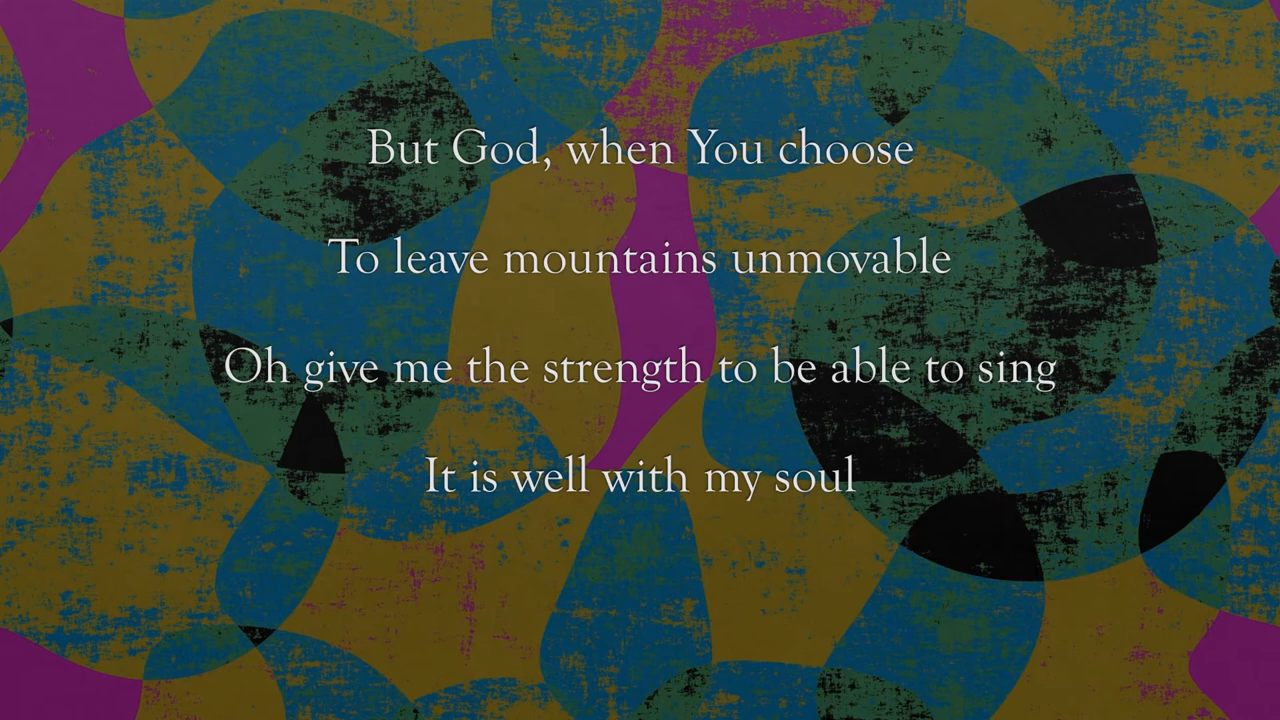 But God, when You choose
To leave mountains unmovable
Oh give me the strength to be able to sing
It is well with my soul